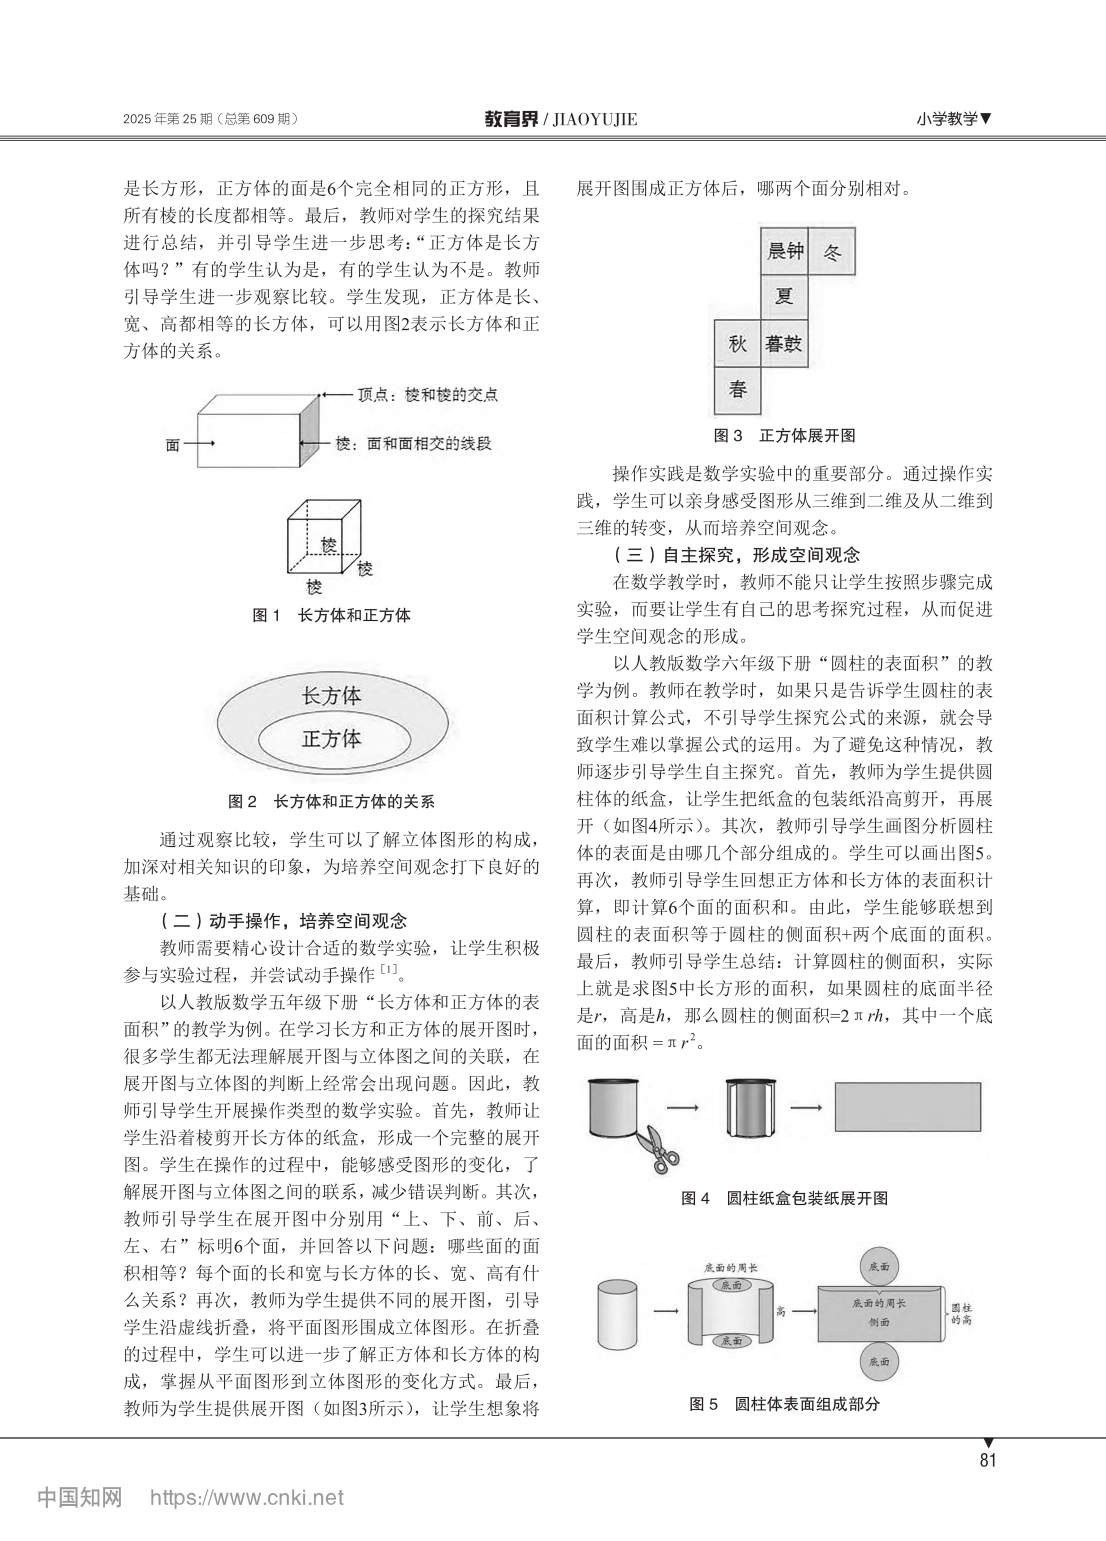 2025 年第 25 期（总第 609 期）
教育界 / JIAOYUJIE
小学教学▼
是长方形，正方体的面是6个完全相同的正方形，且
所有棱的长度都相等。最后，教师对学生的探究结果
进行总结，并引导学生进一步思考：“正方体是长方
体吗？”有的学生认为是，有的学生认为不是。教师
引导学生进一步观察比较。学生发现，正方体是长、
宽、高都相等的长方体，可以用图2表示长方体和正
方体的关系。
顶点：棱和棱的交点
面
棱：面和面相交的线段
棱
棱
棱
图 1 长方体和正方体
长方体
正方体
图 2 长方体和正方体的关系
通过观察比较，学生可以了解立体图形的构成，
加深对相关知识的印象，为培养空间观念打下良好的
基础。
（二）动手操作，培养空间观念
教师需要精心设计合适的数学实验，让学生积极
参与实验过程，并尝试动手操作［1］。
以人教版数学五年级下册“长方体和正方体的表
面积”的教学为例。在学习长方和正方体的展开图时，
很多学生都无法理解展开图与立体图之间的关联，在
展开图与立体图的判断上经常会出现问题。因此，教
师引导学生开展操作类型的数学实验。首先，教师让
学生沿着棱剪开长方体的纸盒，形成一个完整的展开
图。学生在操作的过程中，能够感受图形的变化，了
解展开图与立体图之间的联系，减少错误判断。其次，
教师引导学生在展开图中分别用“上、下、前、后、
左、右”标明6个面，并回答以下问题：哪些面的面
积相等？每个面的长和宽与长方体的长、宽、高有什
么关系？再次，教师为学生提供不同的展开图，引导
学生沿虚线折叠，将平面图形围成立体图形。在折叠
的过程中，学生可以进一步了解正方体和长方体的构
成，掌握从平面图形到立体图形的变化方式。最后，
教师为学生提供展开图（如图3所示），让学生想象将
展开图围成正方体后，哪两个面分别相对。
晨钟 冬
夏
秋 暮鼓
春
图 3 正方体展开图
操作实践是数学实验中的重要部分。通过操作实
践，学生可以亲身感受图形从三维到二维及从二维到
三维的转变，从而培养空间观念。
（三）自主探究，形成空间观念
在数学教学时，教师不能只让学生按照步骤完成
实验，而要让学生有自己的思考探究过程，从而促进
学生空间观念的形成。
以人教版数学六年级下册“圆柱的表面积”的教
学为例。教师在教学时，如果只是告诉学生圆柱的表
面积计算公式，不引导学生探究公式的来源，就会导
致学生难以掌握公式的运用。为了避免这种情况，教
师逐步引导学生自主探究。首先，教师为学生提供圆
柱体的纸盒，让学生把纸盒的包装纸沿高剪开，再展
开（如图4所示）。其次，教师引导学生画图分析圆柱
体的表面是由哪几个部分组成的。学生可以画出图5。
再次，教师引导学生回想正方体和长方体的表面积计
算，即计算6个面的面积和。由此，学生能够联想到
圆柱的表面积等于圆柱的侧面积+两个底面的面积。
最后，教师引导学生总结：计算圆柱的侧面积，实际
上就是求图5中长方形的面积，如果圆柱的底面半径
是r，高是h，那么圆柱的侧面积=2πrh，其中一个底
面的面积 = πr²。
图 4 圆柱纸盒包装纸展开图
底面的周长
底面
高
底面
底面
底面的周长
侧面
圆柱
的高
底面
图 5 圆柱体表面组成部分
81
中国知网 https://www.cnki.net